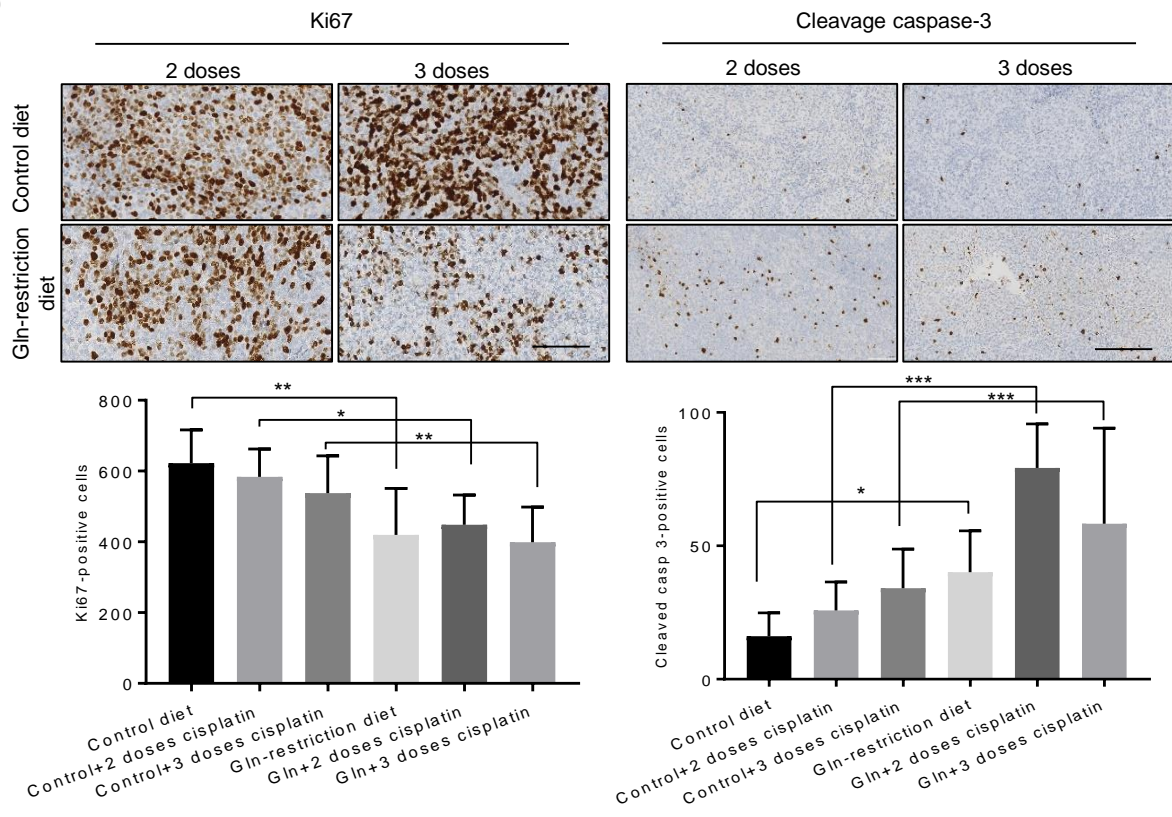 Ki67
Cleavage caspase-3
2 doses
3 doses
2 doses
3 doses
Control diet
Gln-restriction
diet
Ki67-positive cells
800
600
400
200
0
**
*
**
Control diet
Control+2 doses cisplatin
Control+3 doses cisplatin
Gln-restriction diet
Gln+2 doses cisplatin
Gln+3 doses cisplatin
Cleaved casp 3-positive cells
100
50
0
***
***
*
Control diet
Control+2 doses cisplatin
Control+3 doses cisplatin
Gln-restriction diet
Gln+2 doses cisplatin
Gln+3 doses cisplatin